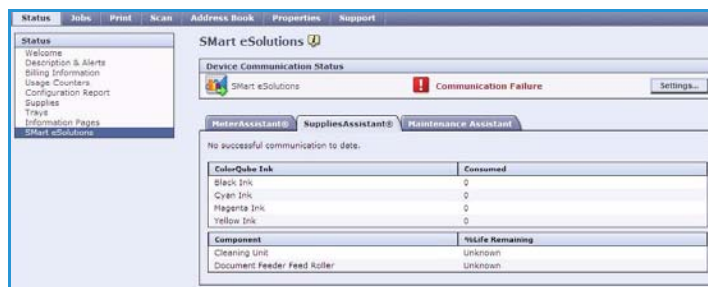 Status Jobs Print Scan Address Book Properties Support
Status
Welcome
Description & Alerts
Billing Information
Usage Counters
Configuration Report
Supplies
Trays
Information Pages
SMart eSolutions
SMart eSolutions
Device Communication Status
SMart eSolutions Communication Failure Settings...
MeterAssistant® SuppliesAssistant® Maintenance Assistant
No successful communication to date.
ColorQube Ink Consumed
Black Ink 0
Cyan Ink 0
Magenta Ink 0
Yellow Ink 0
Component %Life Remaining
Cleaning Unit Unknown
Document Feeder Feed Roller Unknown